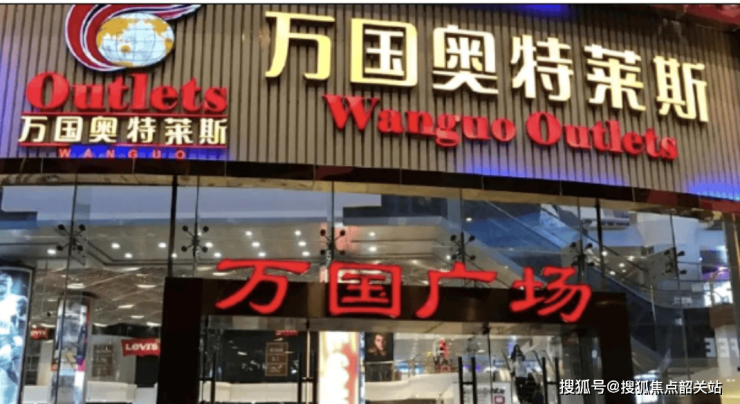 万国奥特莱斯
Wanguo Outlets
Outlets
万国奥特莱斯
WANGUO
万国广场
LEVI'S
搜狐号@搜狐焦点韶关站